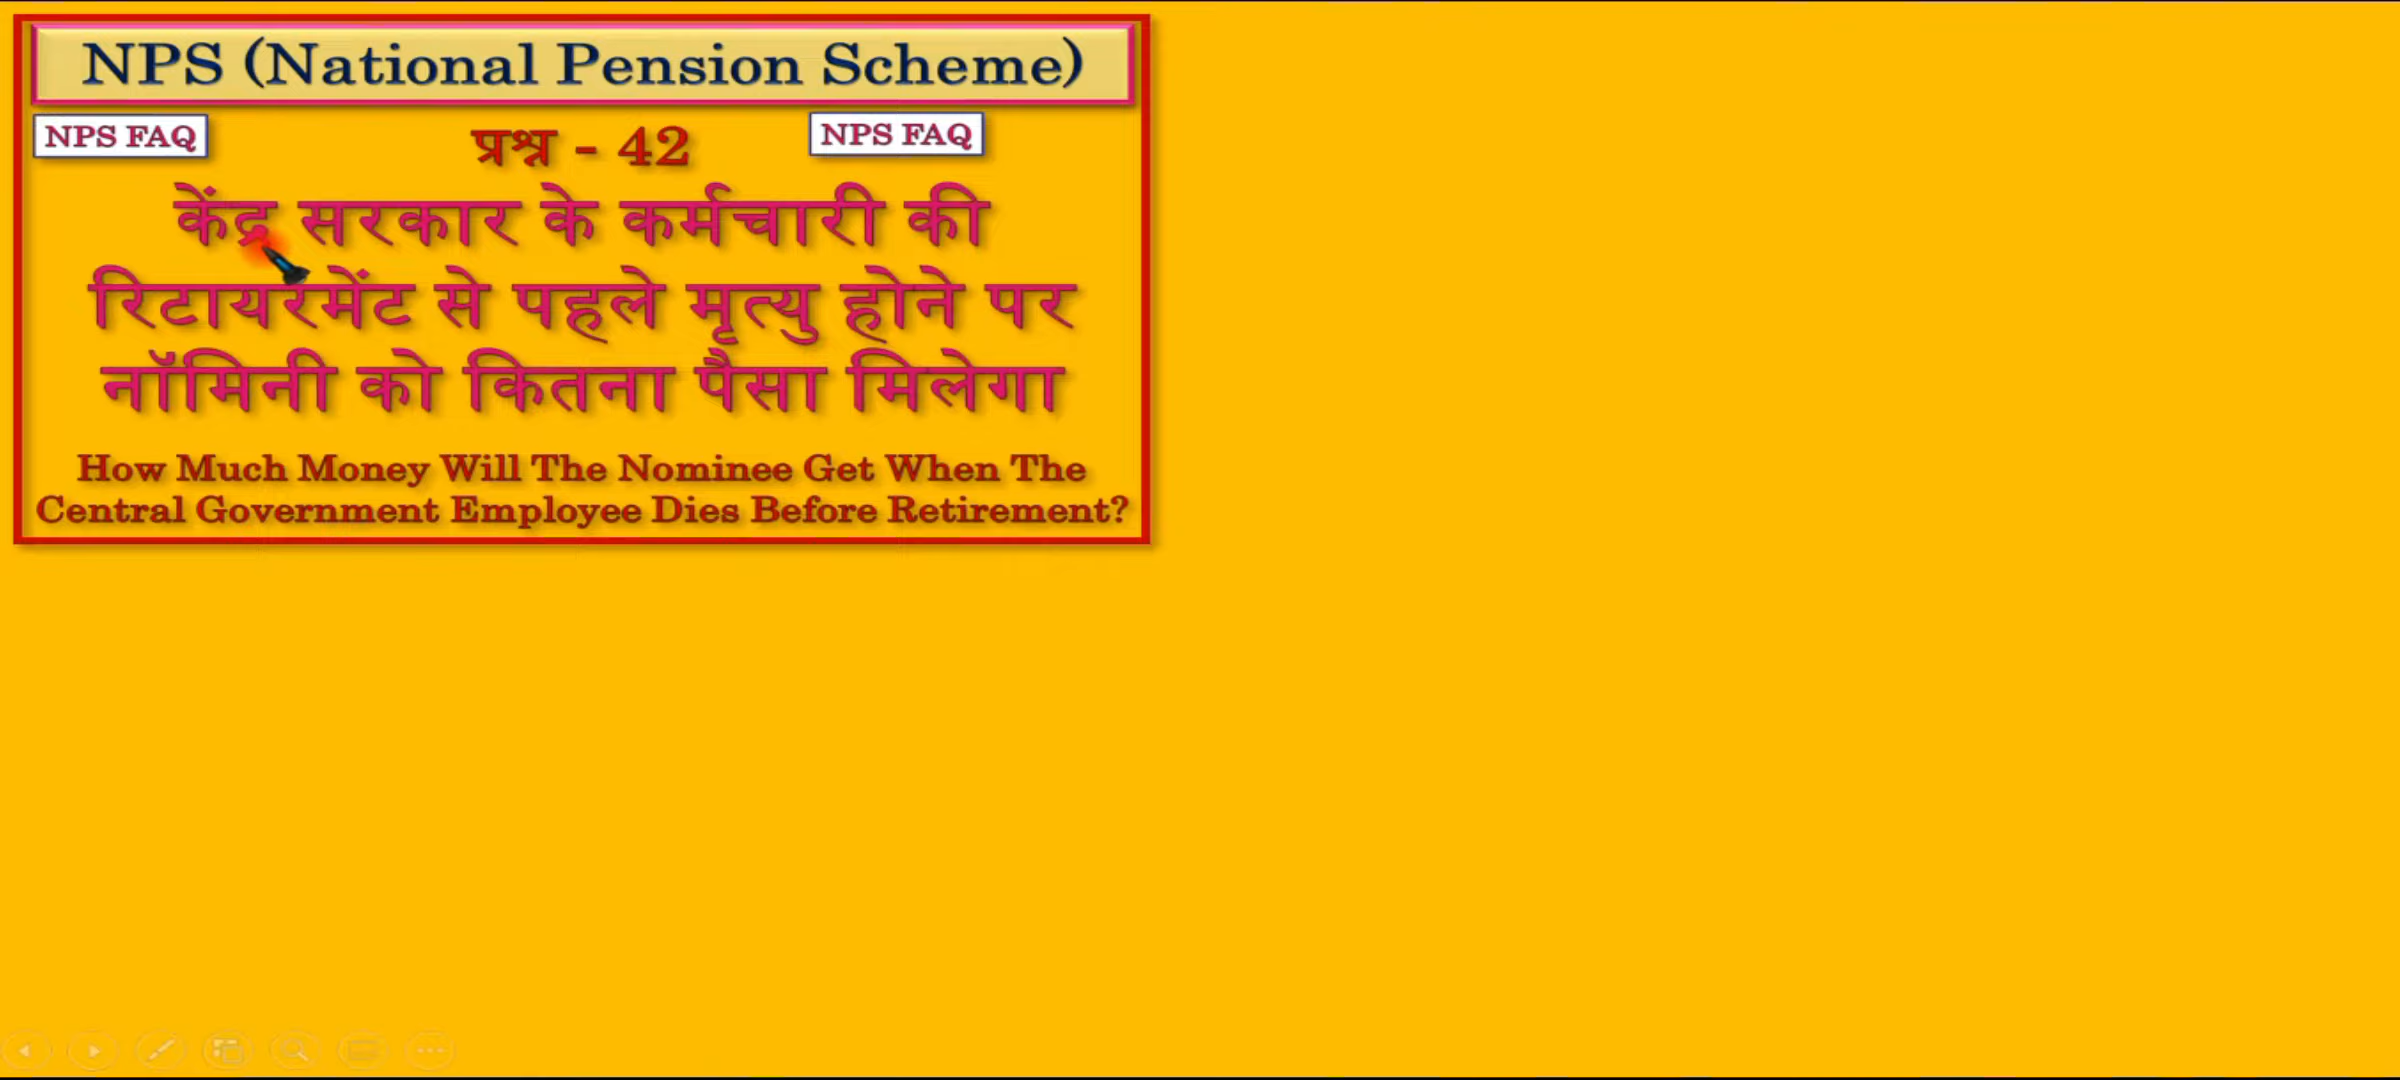 NPS (National Pension Scheme)
NPS FAQ
प्रश्न - 42
NPS FAQ
केंद्र सरकार के कर्मचारी की
रिटायरमेंट से पहले मृत्यु होने पर
नॉमिनी को कितना पैसा मिलेगा
How Much Money Will The Nominee Get When The
Central Government Employee Dies Before Retirement?